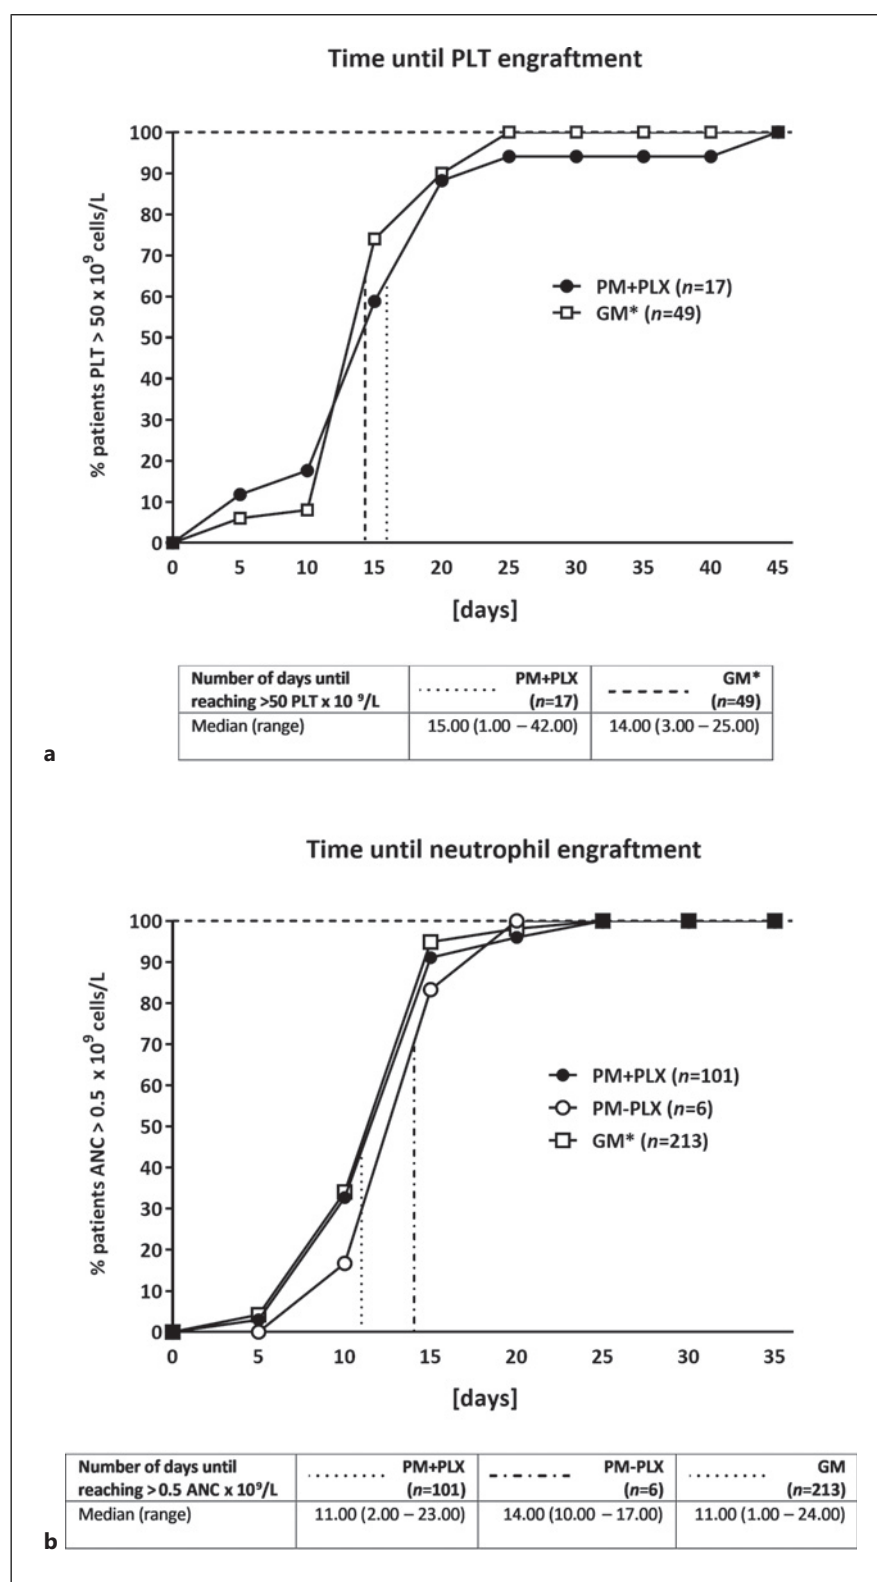 Time until PLT engraftment
% patients PLT > 50 x 10⁹ cells/L
100
90
80
70
60
50
40
30
20
10
0
0 5 10 15 20 25 30 35 40 45
[days]
PM+PLX (n=17)
GM* (n=49)
Number of days until reaching >50 PLT x 10 ⁹/L
PM+PLX (n=17)
GM* (n=49)
Median (range) 15.00 (1.00 – 42.00) 14.00 (3.00 – 25.00)
a
Time until neutrophil engraftment
% patients ANC > 0.5 x 10⁹ cells/L
100
90
80
70
60
50
40
30
20
10
0
0 5 10 15 20 25 30 35
[days]
PM+PLX (n=101)
PM-PLX (n=6)
GM* (n=213)
Number of days until reaching >0.5 ANC x 10⁹/L
PM+PLX (n=101)
PM-PLX (n=6)
GM (n=213)
Median (range) 11.00 (2.00 – 23.00) 14.00 (10.00 – 17.00) 11.00 (1.00 – 24.00)
b